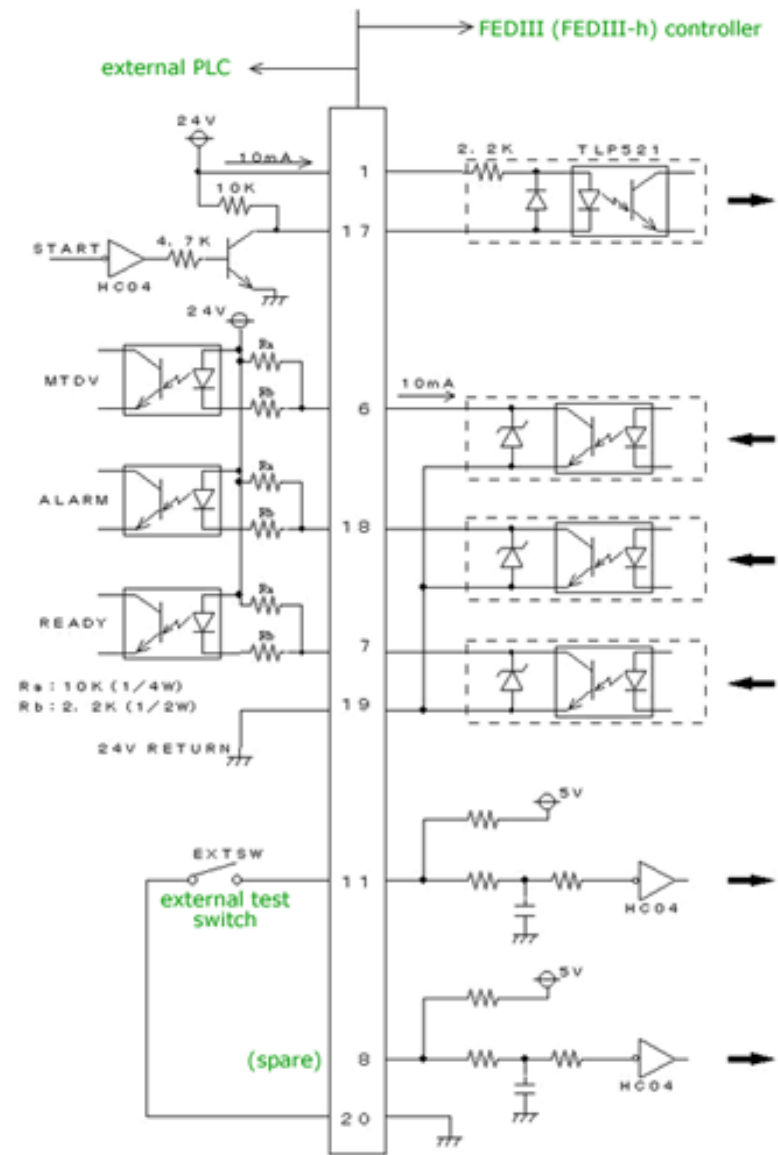 FEDIII (FEDIII-h) controller
external PLC
24V
10mA
1
2. 2K
TLP521
10K
17
START
4. 7K
HC04
24V
Ra
MTDV
Rb
6
10mA
Ra
ALARM
Rb
18
Ra
READY
Rb
7
Ra : 10K (1/4W)
Rb : 2. 2K (1/2W)
19
24V RETURN
5V
EXTSW
11
external test
switch
HC04
5V
(spare)
8
HC04
20